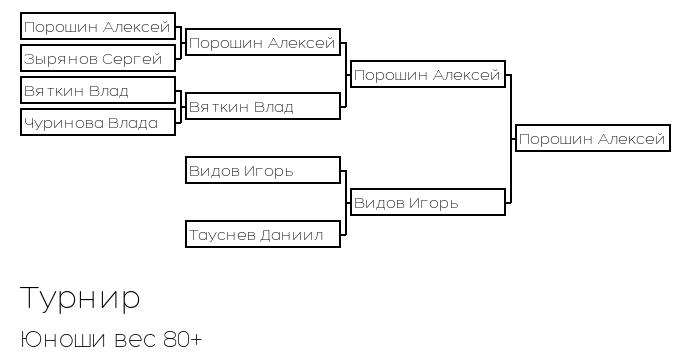 Порошин Алексей
Зырянов Сергей
Вяткин Влад
Чуринова Влада
Порошин Алексей
Вяткин Влад
Видов Игорь
Тауснев Даниил
Порошин Алексей
Видов Игорь
Порошин Алексей
Турнир
Юноши вес 80+